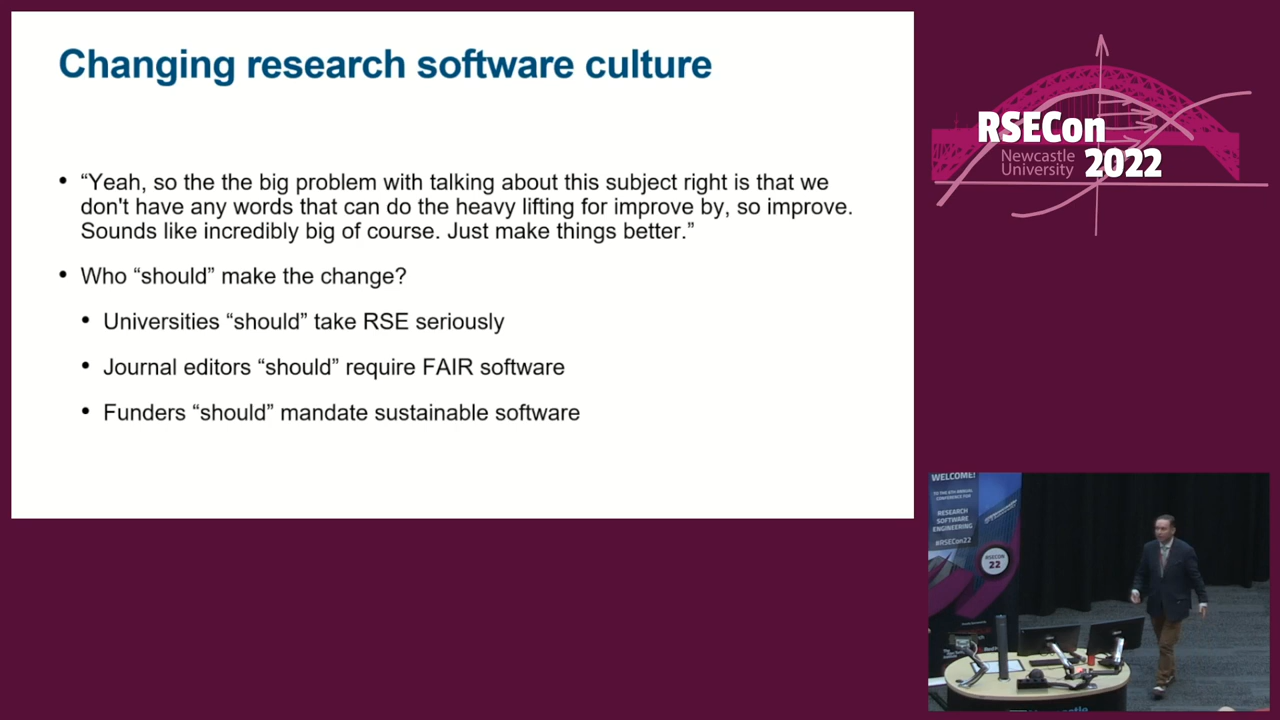 Changing research software culture
“Yeah, so the the big problem with talking about this subject right is that we
don't have any words that can do the heavy lifting for improve by, so improve.
Sounds like incredibly big of course. Just make things better.”
Who “should” make the change?
Universities “should” take RSE seriously
Journal editors “should” require FAIR software
Funders “should” mandate sustainable software
RSECon
Newcastle
University
2022
WELCOME!
RESEARCH
SOFTWARE
ENGINEERING
#RSECon22
RSECON
22